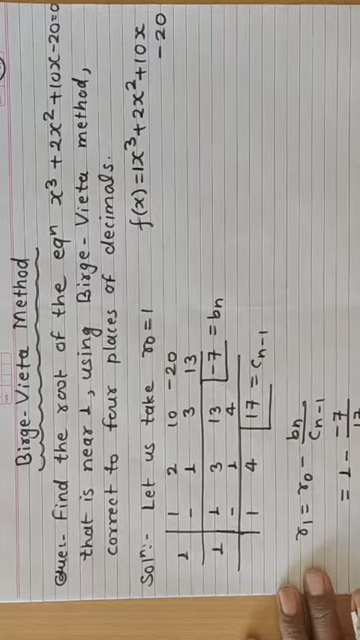 Birge-Vieta Method
Que:- Find the root of the eqn x³ + 2x² + 10x - 20 = 0
that is near 1, using Birge-Vieta method,
correct to four places of decimals.
Soln:- Let us take r0 = 1 f(x) = 1x³ + 2x² + 10x
-20
1 | 1 2 10 -20
- 1 3 13
1 | 1 3 13 |-7 = bn
- 1 4
1 4 |17 = cn-1
r1 = r0 - bn/cn-1
= 1 - -7/17